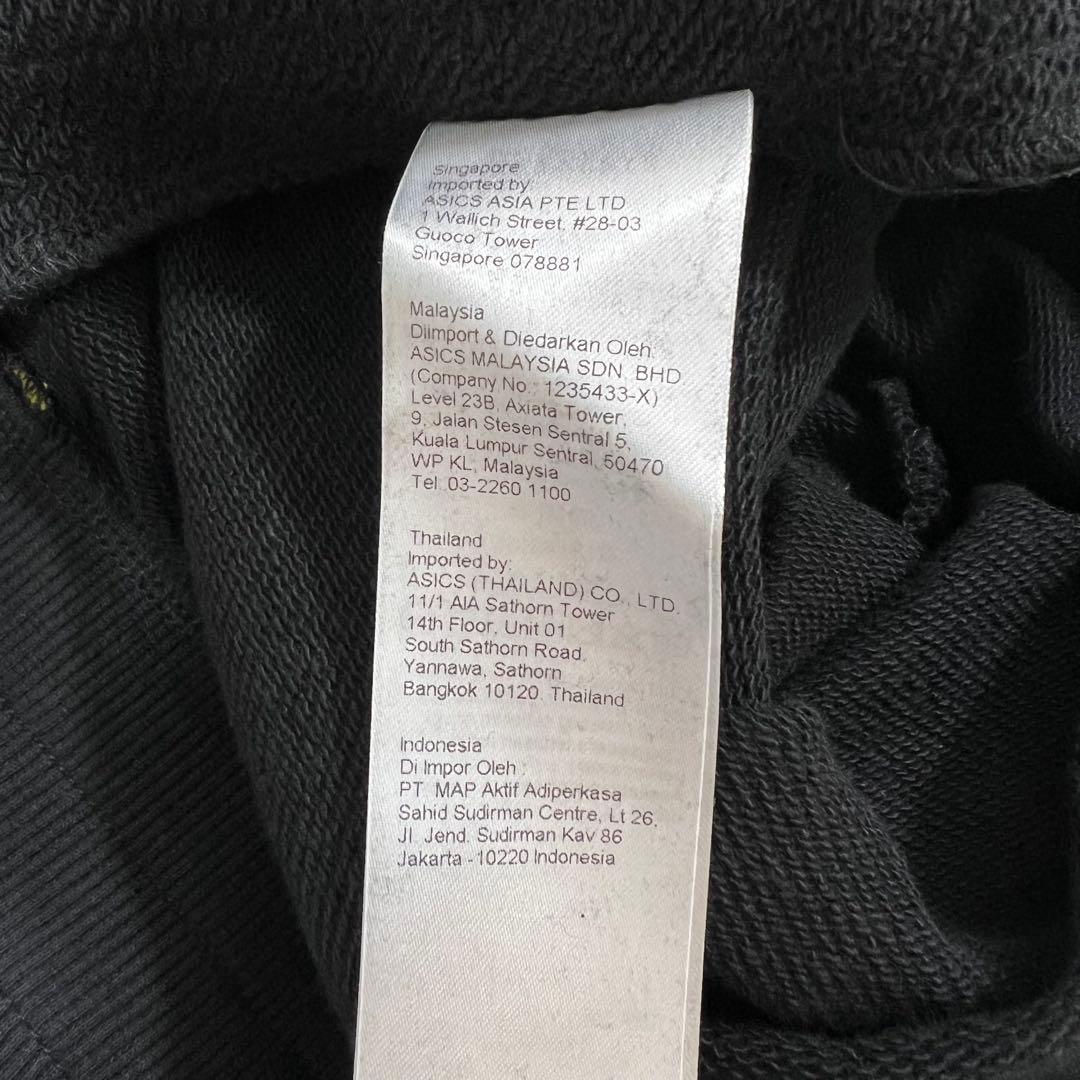 Singapore
Imported by:
ASICS ASIA PTE LTD
1 Wallich Street, #28-03
Guoco Tower
Singapore 078881
Malaysia
Diimport & Diedarkan Oleh:
ASICS MALAYSIA SDN. BHD
(Company No.: 1235433-X)
Level 23B, Axiata Tower,
9, Jalan Stesen Sentral 5,
Kuala Lumpur Sentral, 50470
WP KL, Malaysia
Tel: 03-2260 1100
Thailand
Imported by:
ASICS (THAILAND) CO., LTD.
11/1 AIA Sathorn Tower
14th Floor, Unit 01
South Sathorn Road,
Yannawa, Sathorn
Bangkok 10120. Thailand
Indonesia
Di Impor Oleh :
PT. MAP Aktif Adiperkasa
Sahid Sudirman Centre, Lt 26,
Jl. Jend. Sudirman Kav 86
Jakarta - 10220 Indonesia